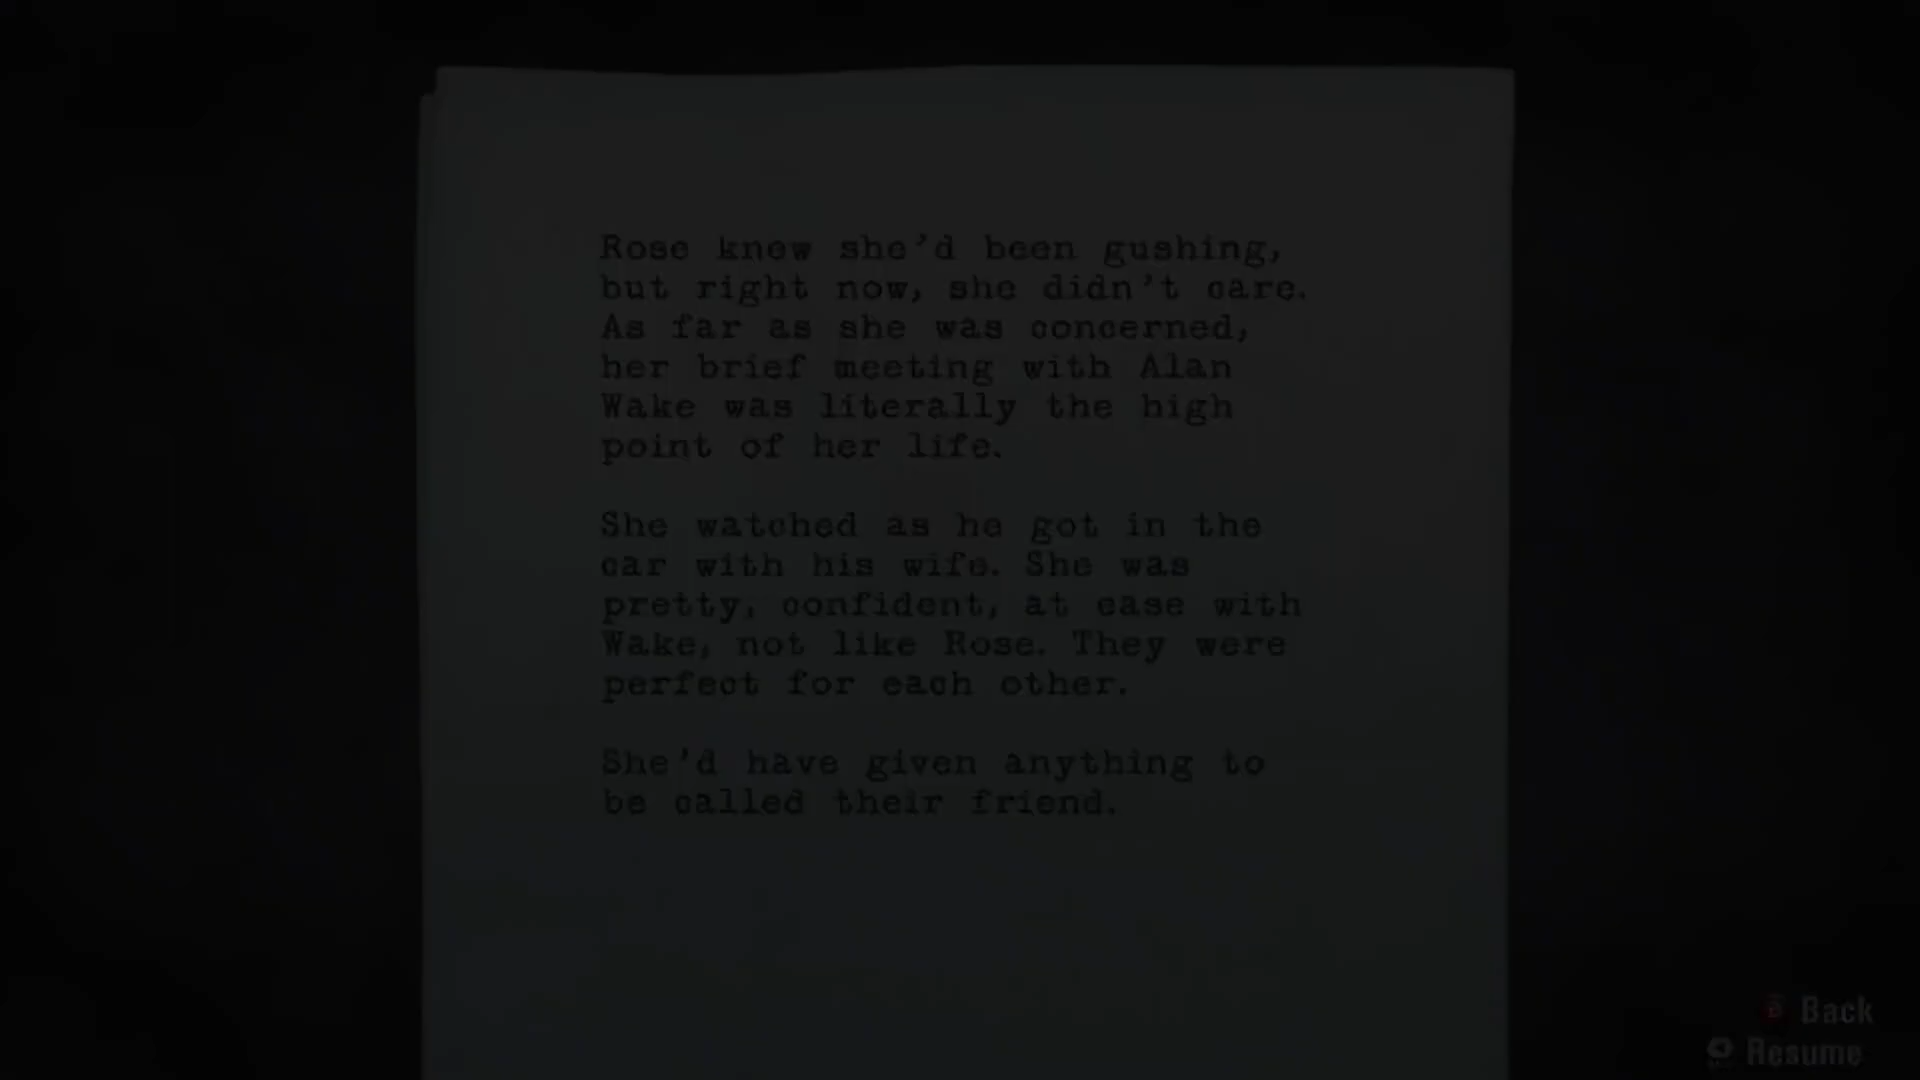 Rose knew she'd been gushing,
but right now, she didn't care.
As far as she was concerned,
her brief meeting with Alan
Wake was literally the high
point of her life.
She watched as he got in the
car with his wife. She was
pretty, confident, at ease with
Wake, not like Rose. They were
perfect for each other.
She'd have given anything to
be called their friend.
B Back
Resume